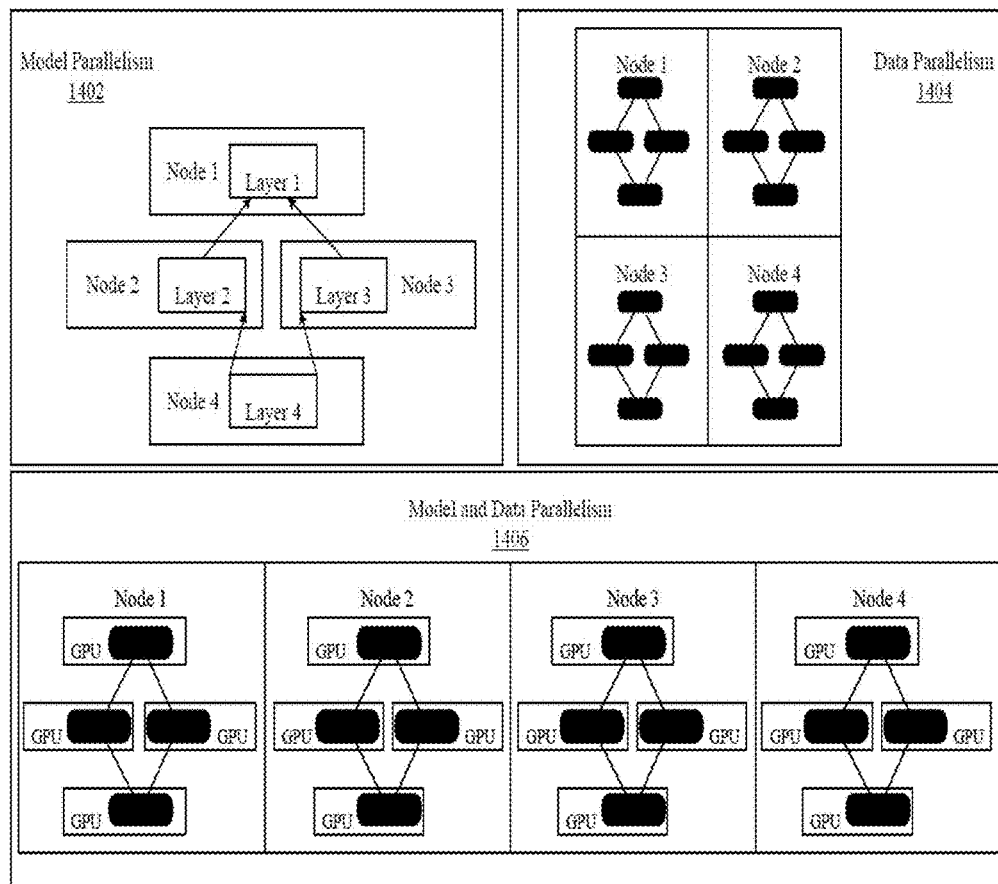 Model Parallelism
1402
Node 1
Layer 1
Node 2
Layer 2
Layer 3
Node 3
Node 4
Layer 4
Data Parallelism
1404
Node 1
Node 2
Node 3
Node 4
Model and Data Parallelism
1406
Node 1
GPU
GPU
GPU
GPU
Node 2
GPU
GPU
GPU
GPU
Node 3
GPU
GPU
GPU
GPU
Node 4
GPU
GPU
GPU
GPU